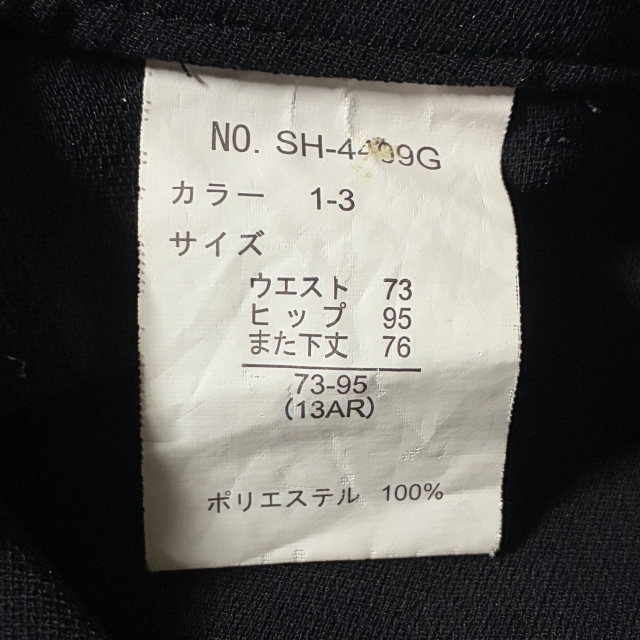 NO. SH-4409G
カラー 1-3
サイズ
ウエスト 73
ヒップ 95
また下丈 76
73-95
(13AR)
ポリエステル 100%